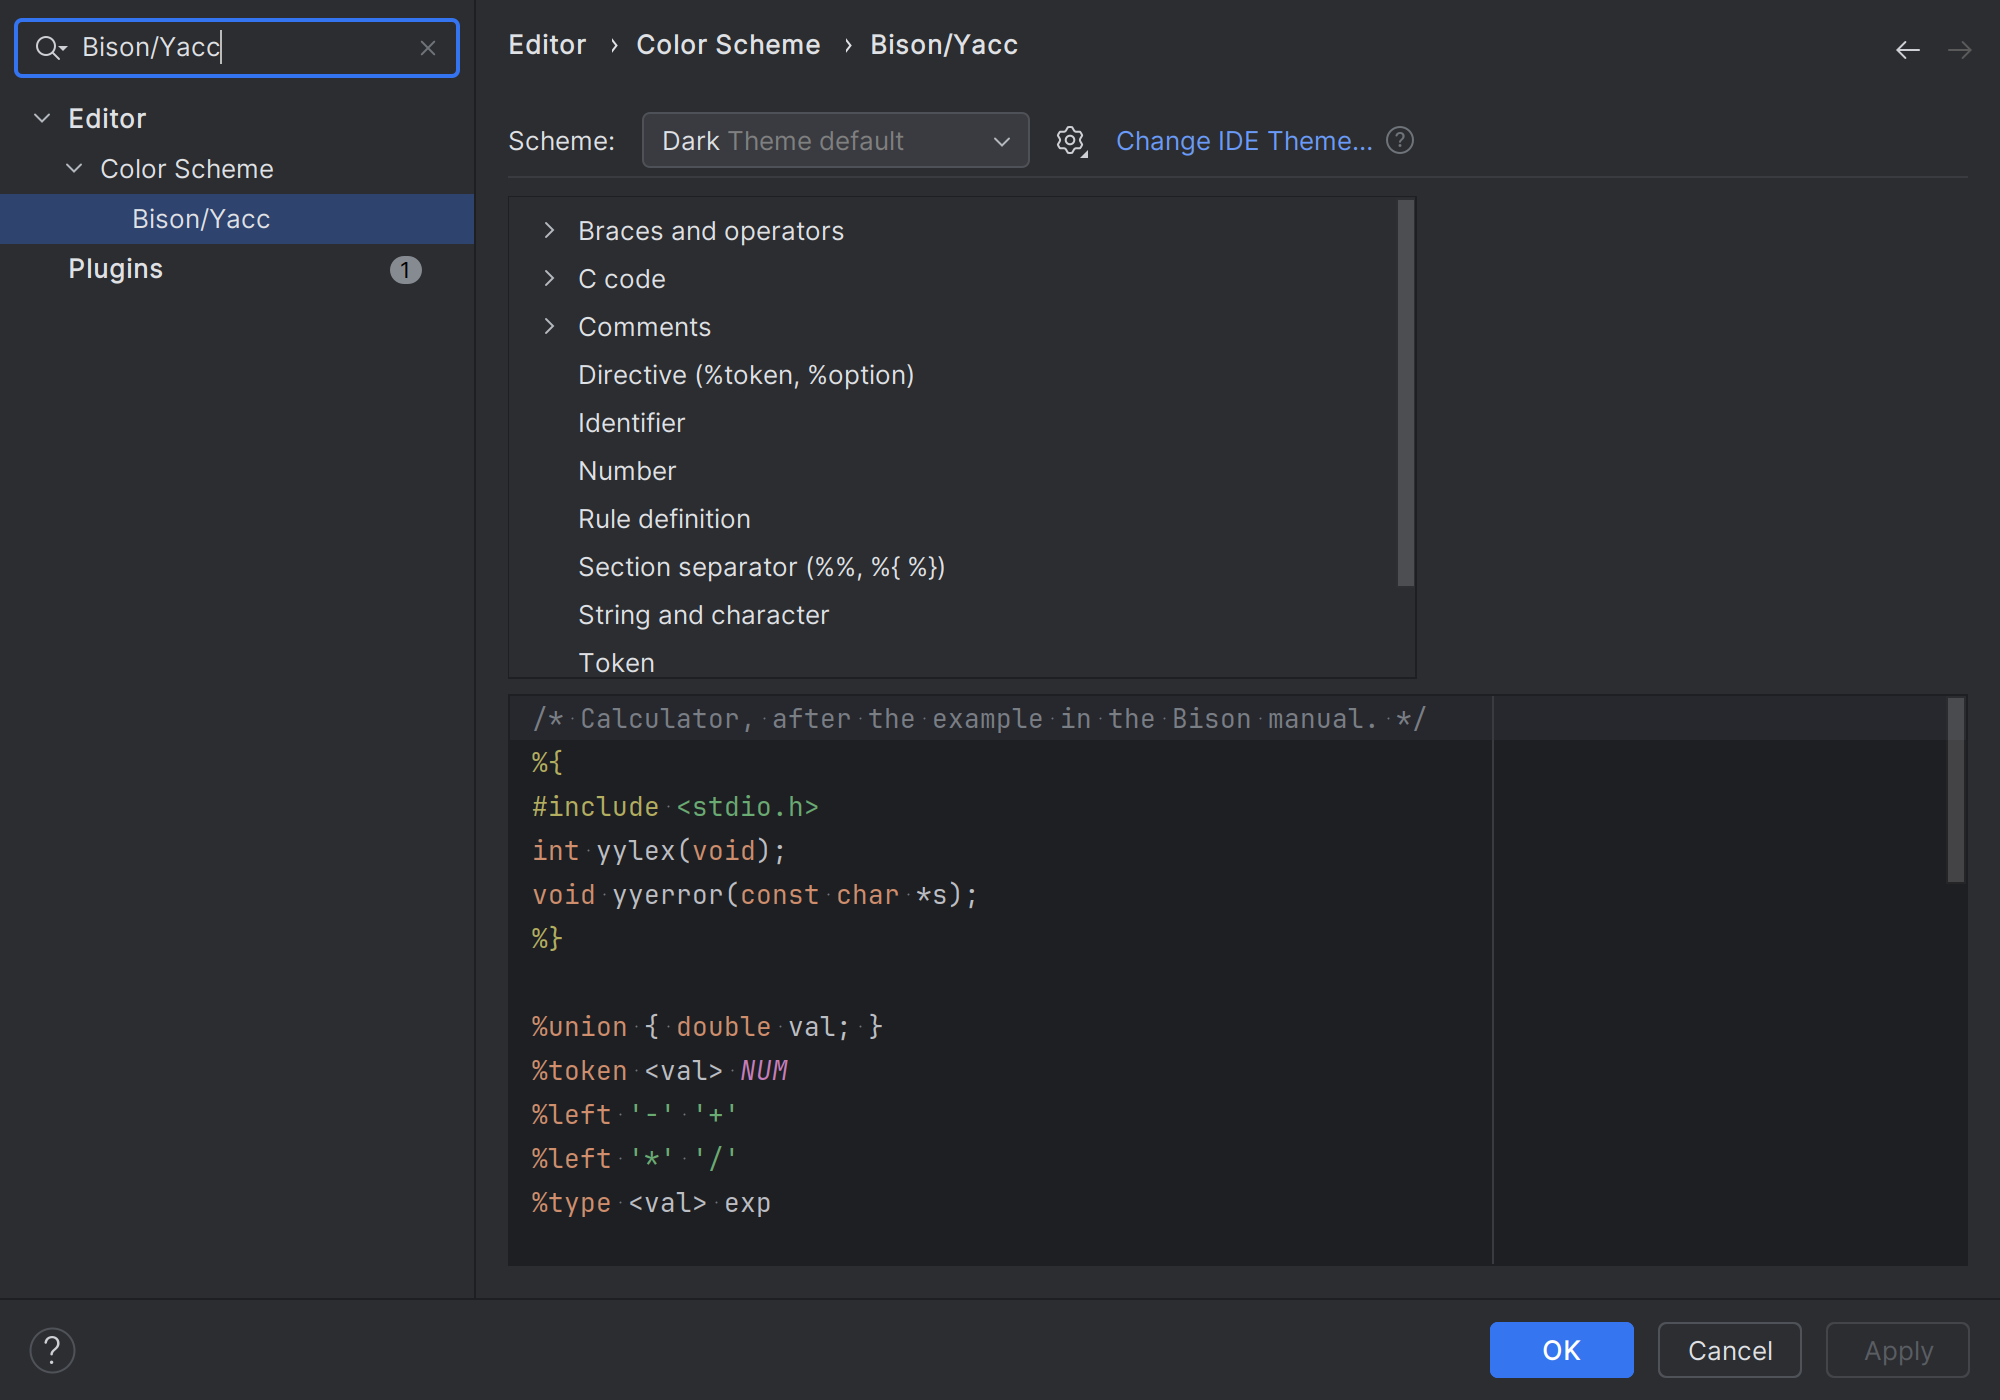 Bison/Yacc
Editor
Color Scheme
Bison/Yacc
Plugins 1
Editor › Color Scheme › Bison/Yacc
Scheme: Dark Theme default Change IDE Theme... ?
Braces and operators
C code
Comments
Directive (%token, %option)
Identifier
Number
Rule definition
Section separator (%%, %{ %})
String and character
Token
/* Calculator, after the example in the Bison manual. */
%{
#include <stdio.h>
int yylex(void);
void yyerror(const char *s);
%}
%union { double val; }
%token <val> NUM
%left '-' '+'
%left '*' '/'
%type <val> exp
? OK Cancel Apply